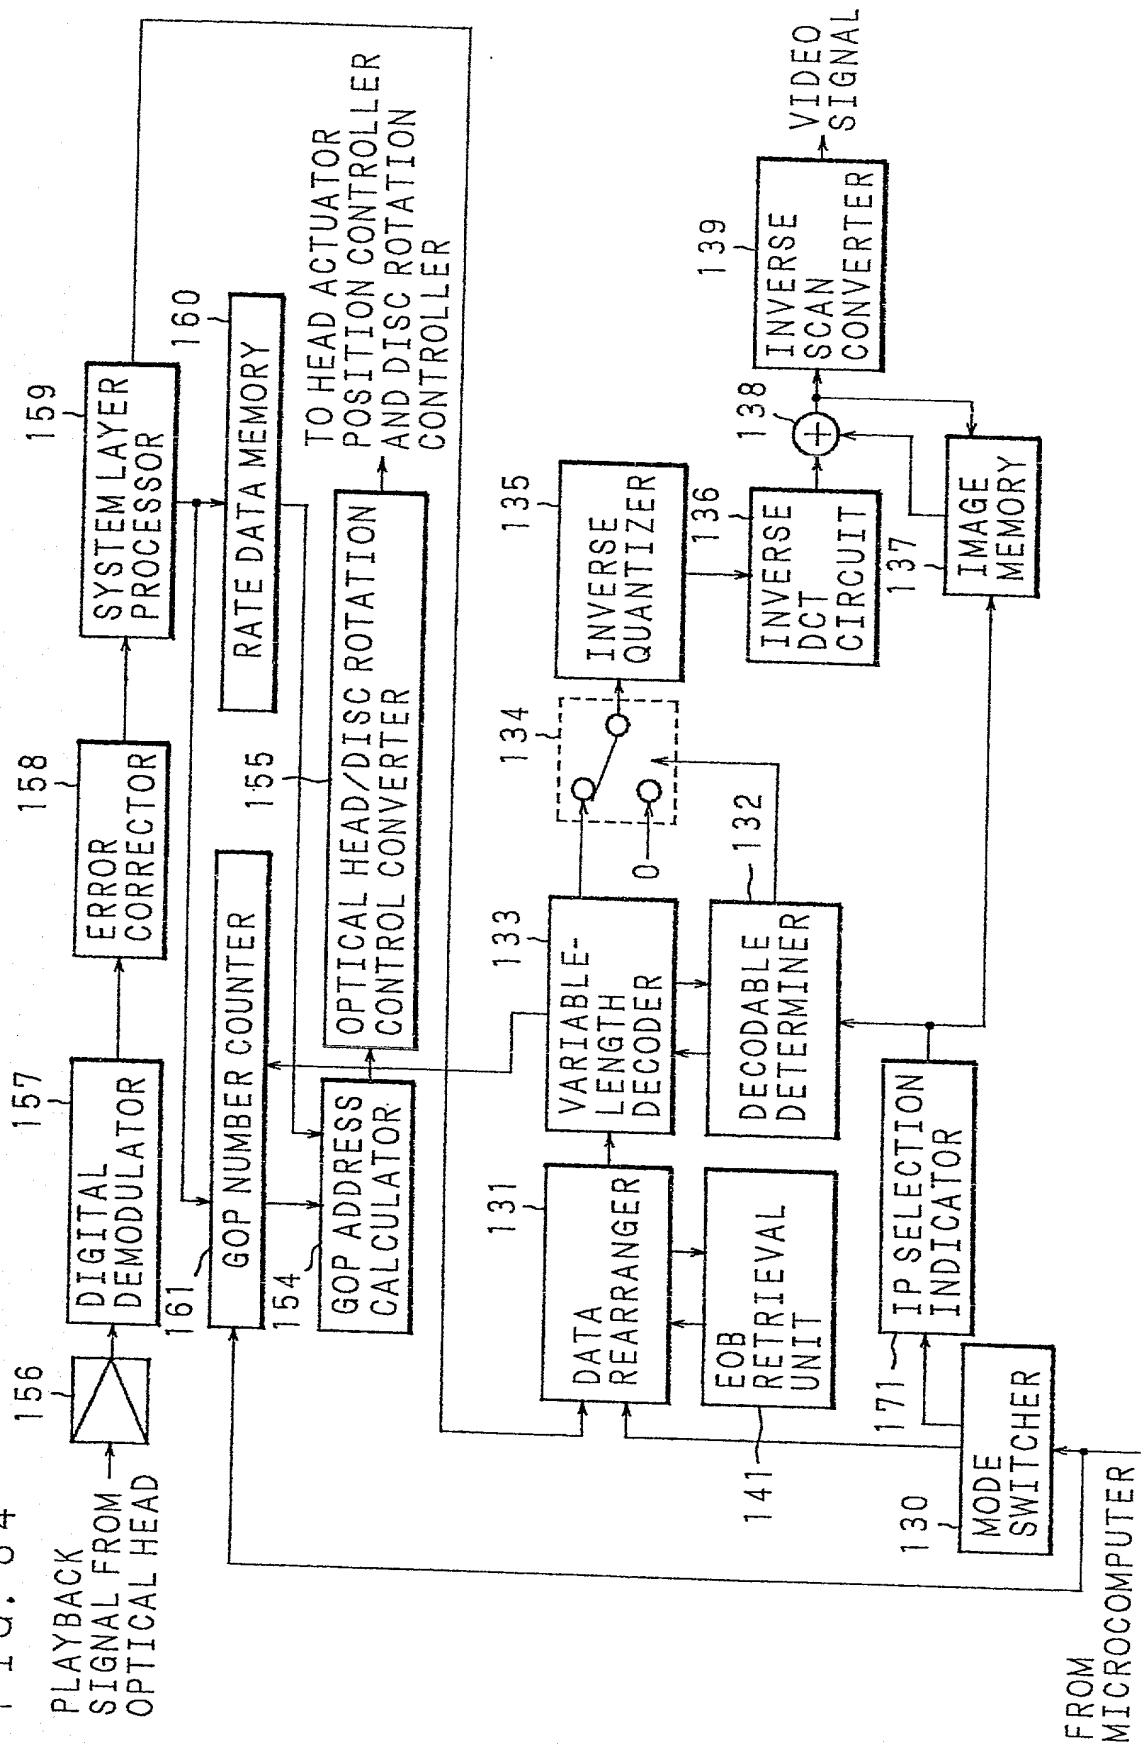 FIG. 84
PLAYBACK
SIGNAL FROM
OPTICAL HEAD
156
157
DIGITAL
DEMODULATOR
158
ERROR
CORRECTOR
159
SYSTEM LAYER
PROCESSOR
161
GOP NUMBER COUNTER
160
RATE DATA MEMORY
154
GOP ADDRESS
CALCULATOR
155
OPTICAL HEAD/DISC ROTATION
CONTROL CONVERTER
TO HEAD ACTUATOR
POSITION CONTROLLER
AND DISC ROTATION
CONTROLLER
131
DATA
REARRANGER
133
VARIABLE-
LENGTH
DECODER
134
0
135
INVERSE
QUANTIZER
141
EOB
RETRIEVAL
UNIT
132
DECODABLE
DETERMINER
136
INVERSE
DCT
CIRCUIT
138
+
139
INVERSE
SCAN
CONVERTER
VIDEO
SIGNAL
171
IP SELECTION
INDICATOR
137
IMAGE
MEMORY
130
MODE
SWITCHER
FROM
MICROCOMPUTER